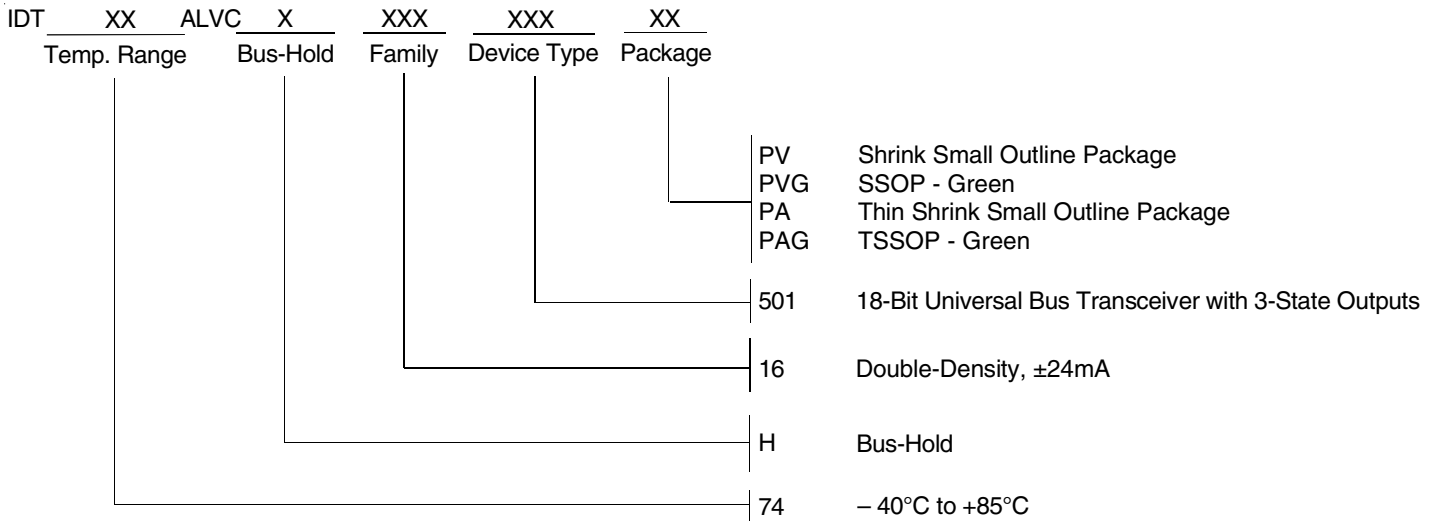 IDT XX ALVC X XXX XXX XX
Temp. Range Bus-Hold Family Device Type Package
PV Shrink Small Outline Package
PVG SSOP - Green
PA Thin Shrink Small Outline Package
PAG TSSOP - Green
501 18-Bit Universal Bus Transceiver with 3-State Outputs
16 Double-Density, ±24mA
H Bus-Hold
74 – 40°C to +85°C